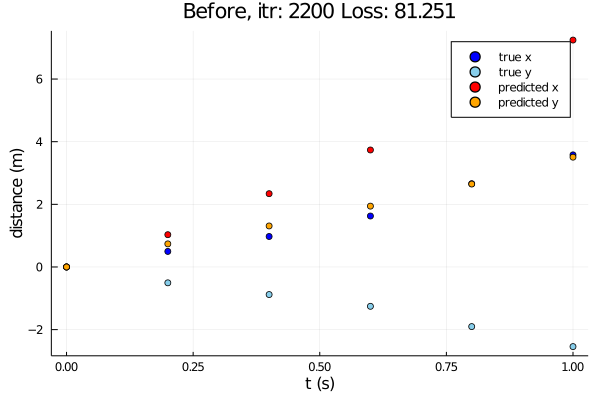 Before, itr: 2200 Loss: 81.251
true x
true y
predicted x
predicted y
distance (m)
6
4
2
0
−2
0.00 0.25 0.50 0.75 1.00
t (s)